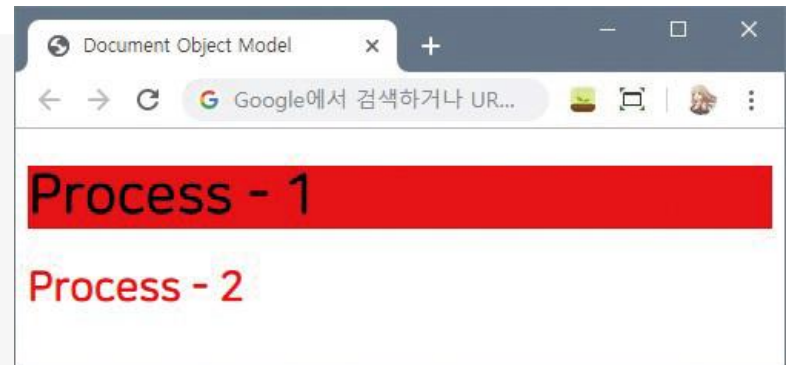 Document Object Model
Google에서 검색하거나 UR...
Process - 1
Process - 2